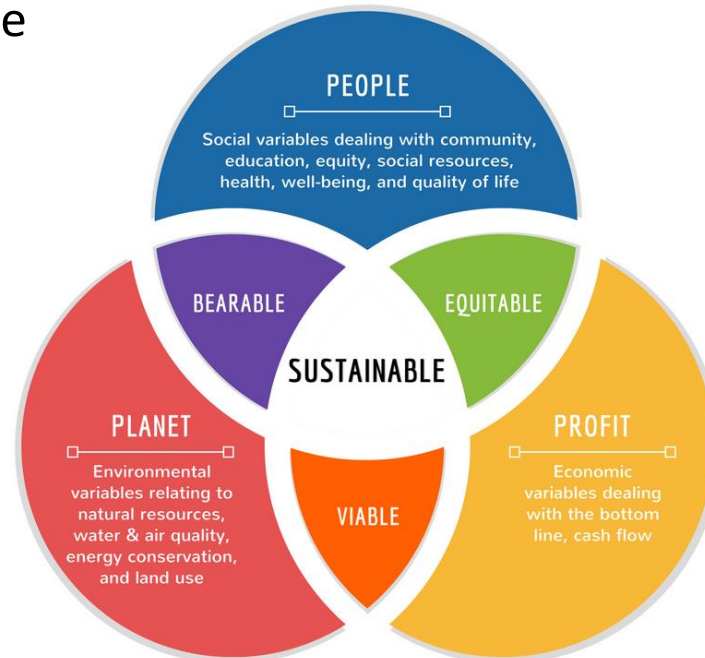 e
PEOPLE
Social variables dealing with community,
education, equity, social resources,
health, well-being, and quality of life
BEARABLE
EQUITABLE
SUSTAINABLE
PLANET
Environmental
variables relating to
natural resources,
water & air quality,
energy conservation,
and land use
VIABLE
PROFIT
Economic
variables dealing
with the bottom
line, cash flow